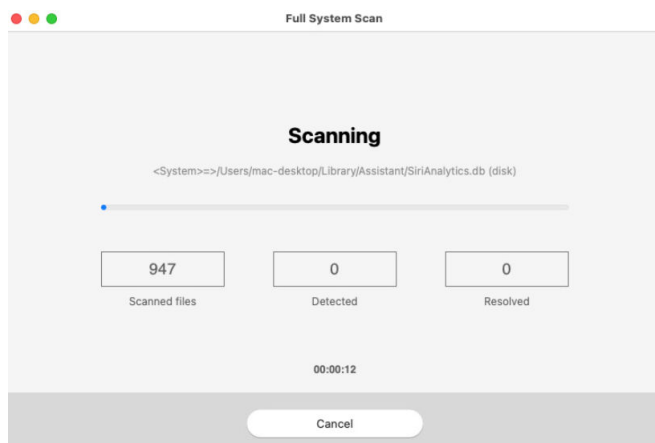 Full System Scan
Scanning
<System>=>/Users/mac-desktop/Library/Assistant/SiriAnalytics.db (disk)
947 0 0
Scanned files Detected Resolved
00:00:12
Cancel